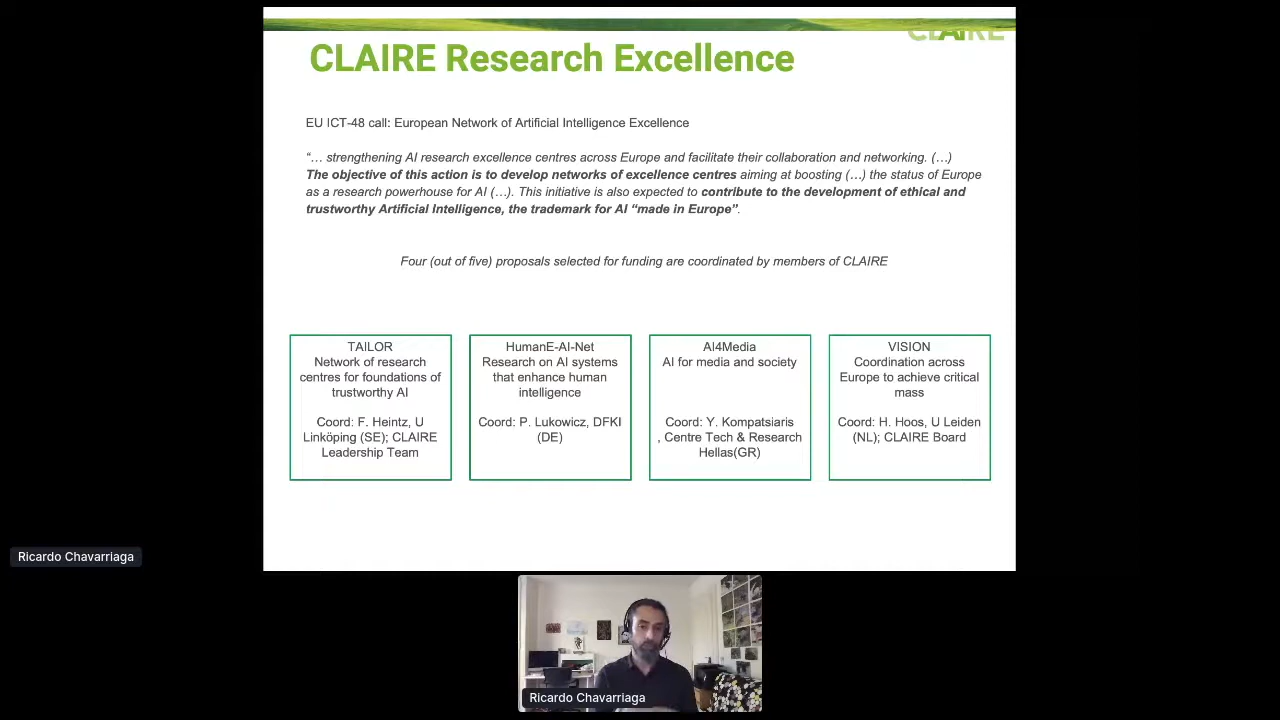 CLAIRE
CLAIRE Research Excellence
EU ICT-48 call: European Network of Artificial Intelligence Excellence
“… strengthening AI research excellence centres across Europe and facilitate their collaboration and networking. (…)
The objective of this action is to develop networks of excellence centres aiming at boosting (…) the status of Europe
as a research powerhouse for AI (…). This initiative is also expected to contribute to the development of ethical and
trustworthy Artificial Intelligence, the trademark for AI “made in Europe”.
Four (out of five) proposals selected for funding are coordinated by members of CLAIRE
TAILOR
Network of research
centres for foundations of
trustworthy AI
Coord: F. Heintz, U
Linköping (SE); CLAIRE
Leadership Team
HumanE-AI-Net
Research on AI systems
that enhance human
intelligence
Coord: P. Lukowicz, DFKI
(DE)
AI4Media
AI for media and society
Coord: Y. Kompatsiaris
, Centre Tech & Research
Hellas(GR)
VISION
Coordination across
Europe to achieve critical
mass
Coord: H. Hoos, U Leiden
(NL); CLAIRE Board
Ricardo Chavarriaga
Ricardo Chavarriaga